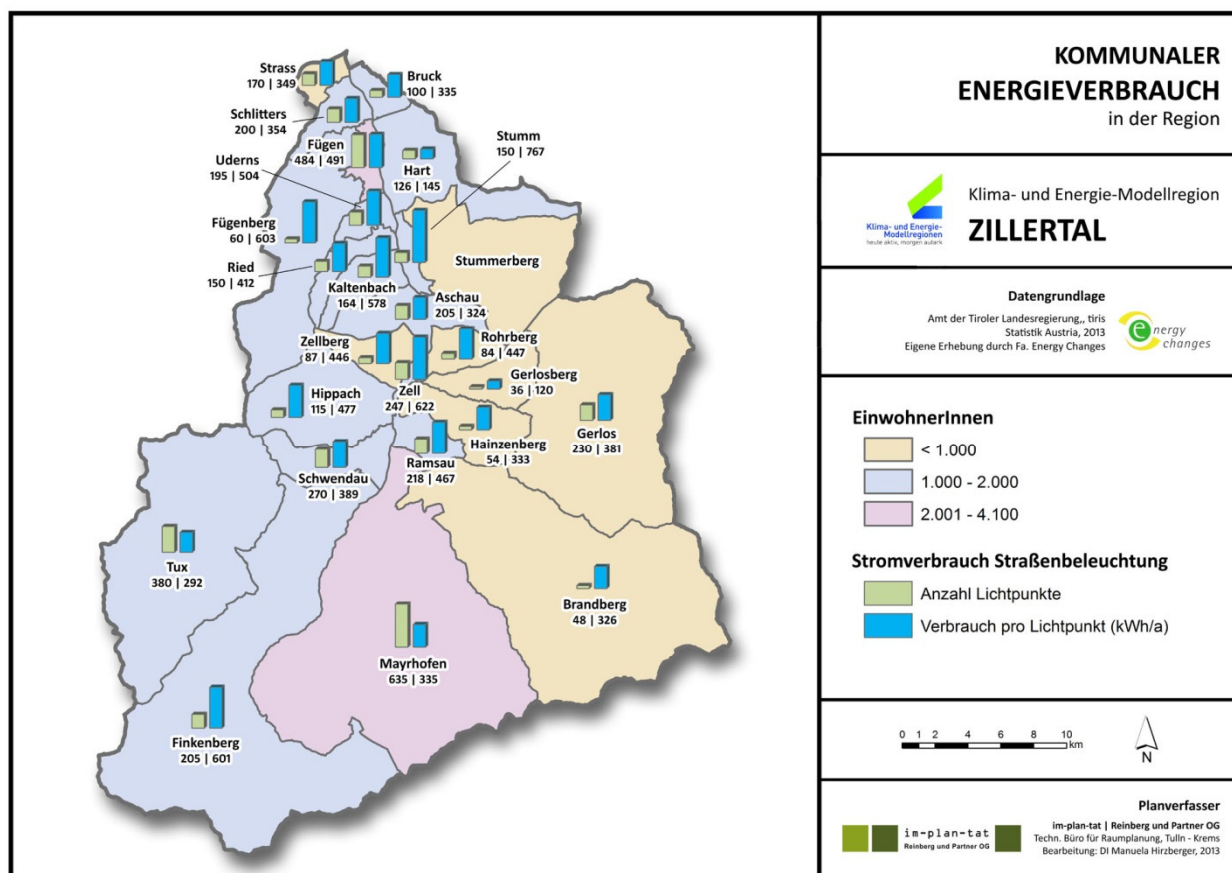 Strass
170 | 349
Bruck
100 | 335
Schlitters
200 | 354
Stumm
150 | 767
Fügen
484 | 491
Uderns
195 | 504
Hart
126 | 145
Fügenberg
60 | 603
Ried
150 | 412
Kaltenbach
164 | 578
Stummerberg
Aschau
205 | 324
Zellberg
87 | 446
Rohrberg
84 | 447
Gerlosberg
36 | 120
Zell
247 | 622
Hippach
115 | 477
Hainzenberg
54 | 333
Gerlos
230 | 381
Ramsau
218 | 467
Schwendau
270 | 389
Tux
380 | 292
Brandberg
48 | 326
Mayrhofen
635 | 335
Finkenberg
205 | 601
KOMMUNALER
ENERGIEVERBRAUCH
in der Region
Klima- und Energie-
Modellregionen
heute aktiv, morgen autark
Klima- und Energie-Modellregion
ZILLERTAL
Datengrundlage
Amt der Tiroler Landesregierung,, tiris
Statistik Austria, 2013
Eigene Erhebung durch Fa. Energy Changes
energy
changes
EinwohnerInnen
< 1.000
1.000 - 2.000
2.001 - 4.100
Stromverbrauch Straßenbeleuchtung
Anzahl Lichtpunkte
Verbrauch pro Lichtpunkt (kWh/a)
0 1 2 4 6 8 10
km
N
Planverfasser
im-plan-tat
Reinberg und Partner OG
im-plan-tat | Reinberg und Partner OG
Techn. Büro für Raumplanung, Tulln - Krems
Bearbeitung: DI Manuela Hirzberger, 2013